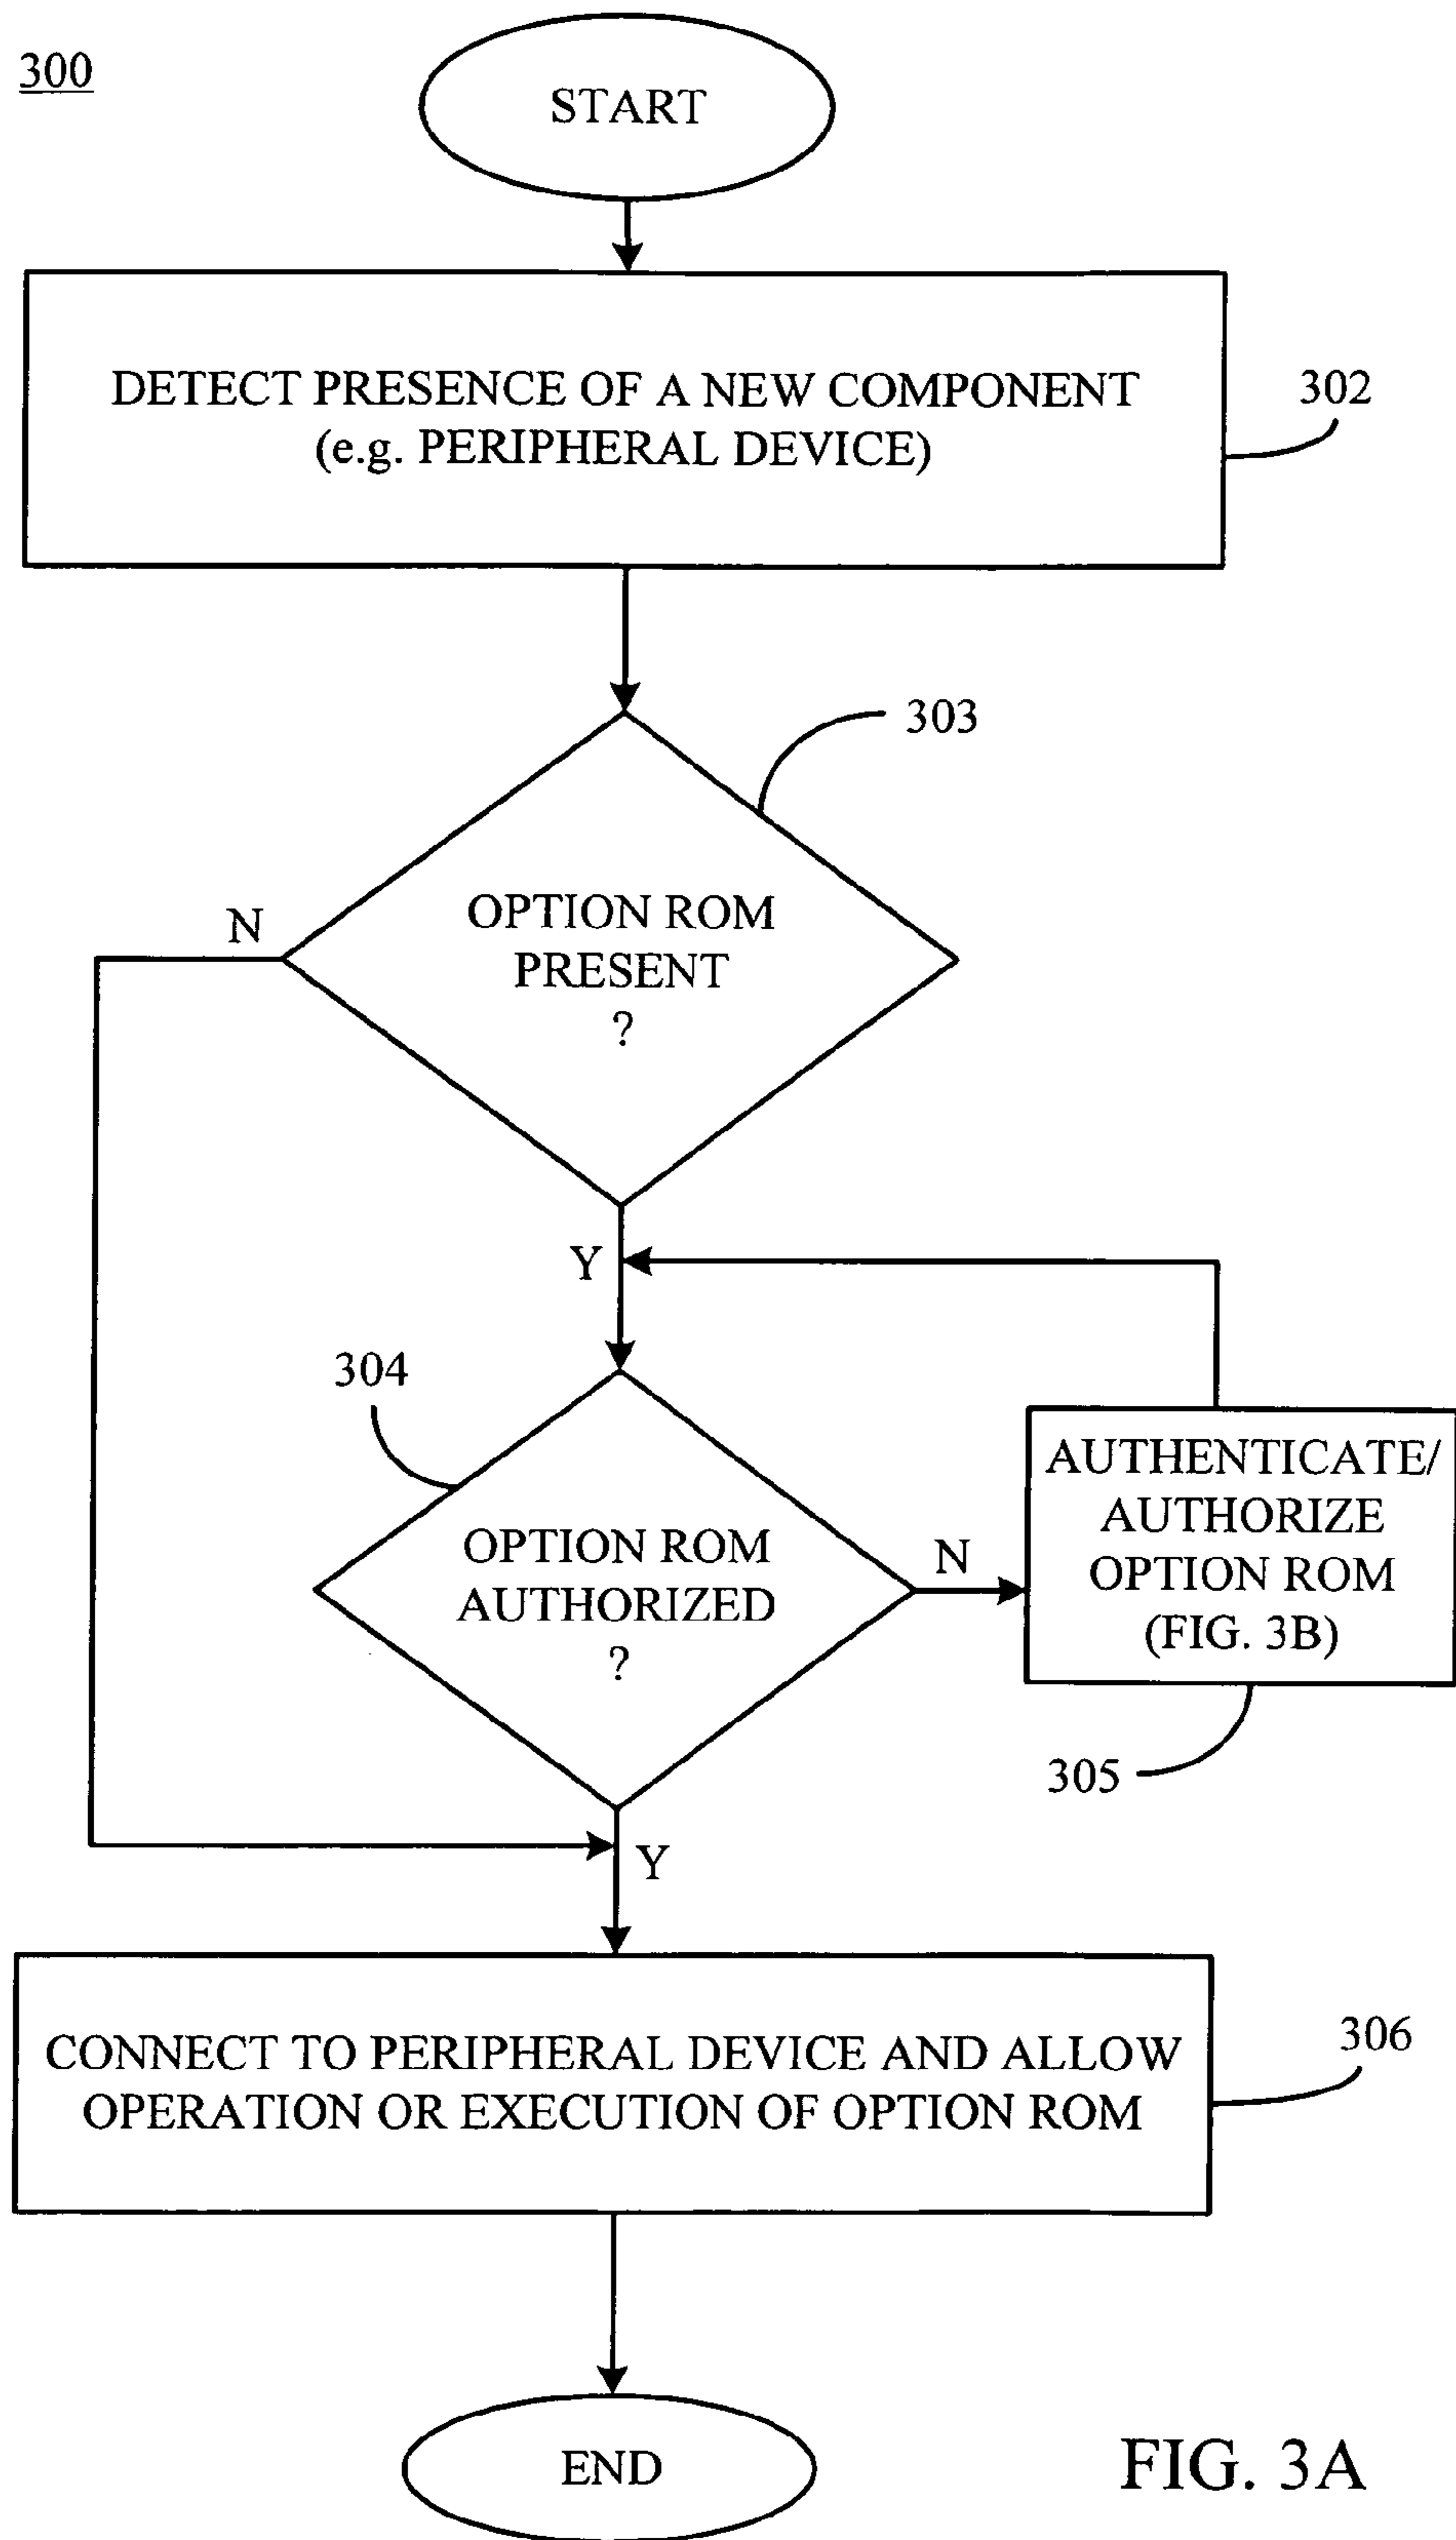 300
START
DETECT PRESENCE OF A NEW COMPONENT
(e.g. PERIPHERAL DEVICE)
302
303
OPTION ROM
PRESENT
?
N
Y
304
OPTION ROM
AUTHORIZED
?
N
AUTHENTICATE/
AUTHORIZE
OPTION ROM
(FIG. 3B)
305
Y
CONNECT TO PERIPHERAL DEVICE AND ALLOW
OPERATION OR EXECUTION OF OPTION ROM
306
END
FIG. 3A